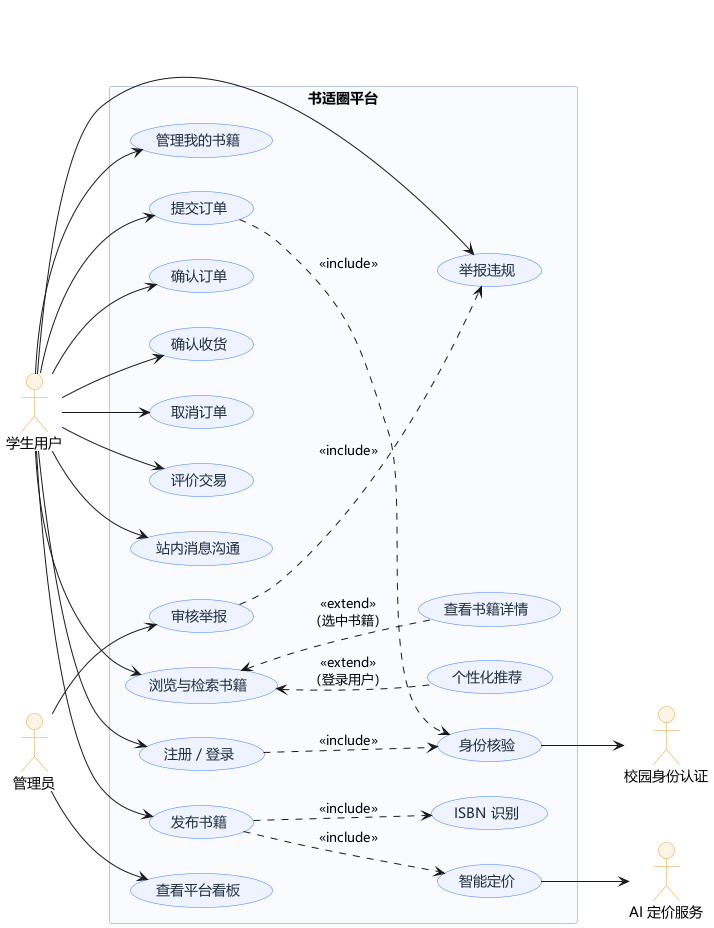 书适圈平台
管理我的书籍
提交订单
«include»
举报违规
确认订单
确认收货
学生用户
取消订单
«include»
评价交易
站内消息沟通
审核举报
«extend»
(选中书籍)
查看书籍详情
浏览与检索书籍
«extend»
(登录用户)
个性化推荐
管理员
注册 / 登录
«include»
身份核验
校园身份认证
发布书籍
«include»
ISBN 识别
«include»
查看平台看板
智能定价
AI 定价服务